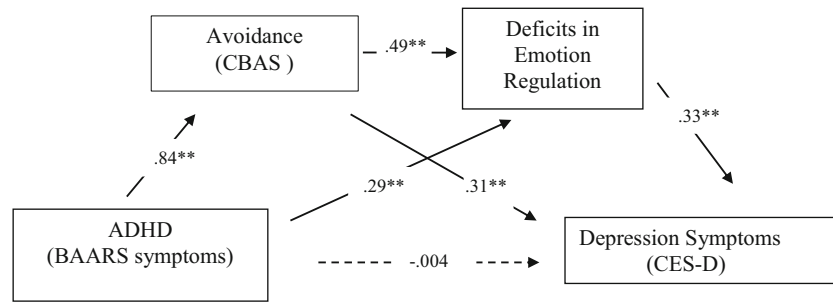 Avoidance
(CBAS )
.49**
Deficits in
Emotion
Regulation
.84**
.29**
.31**
.33**
ADHD
(BAARS symptoms)
-.004
Depression Symptoms
(CES-D)